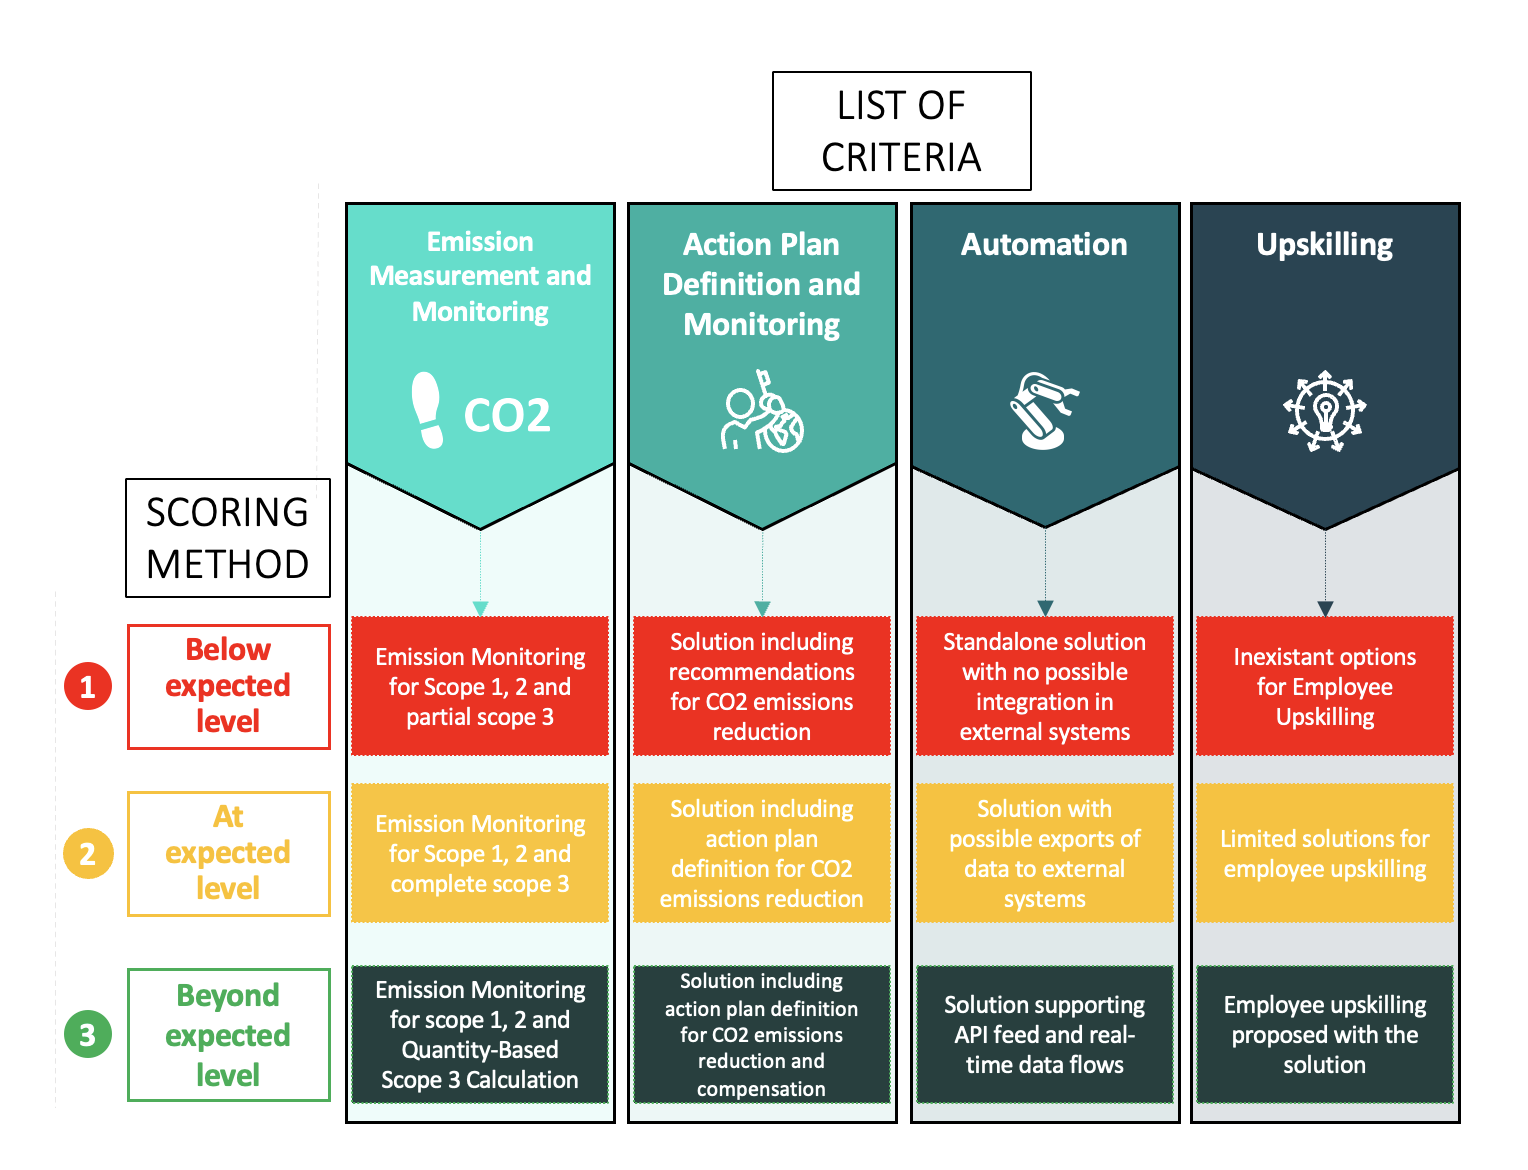 LIST OF
CRITERIA
Emission
Measurement and
Monitoring
CO2
Action Plan
Definition and
Monitoring
Automation
Upskilling
SCORING
METHOD
1
Below
expected
level
Emission Monitoring
for Scope 1, 2 and
partial scope 3
Solution including
recommendations
for CO2 emissions
reduction
Standalone solution
with no possible
integration in
external systems
Inexistant options
for Employee
Upskilling
2
At
expected
level
Emission Monitoring
for Scope 1, 2 and
complete scope 3
Solution including
action plan
definition for CO2
emissions reduction
Solution with
possible exports of
data to external
systems
Limited solutions for
employee upskilling
3
Beyond
expected
level
Emission Monitoring
for scope 1, 2 and
Quantity-Based
Scope 3 Calculation
Solution including
action plan definition
for CO2 emissions
reduction and
compensation
Solution supporting
API feed and real-
time data flows
Employee upskilling
proposed with the
solution